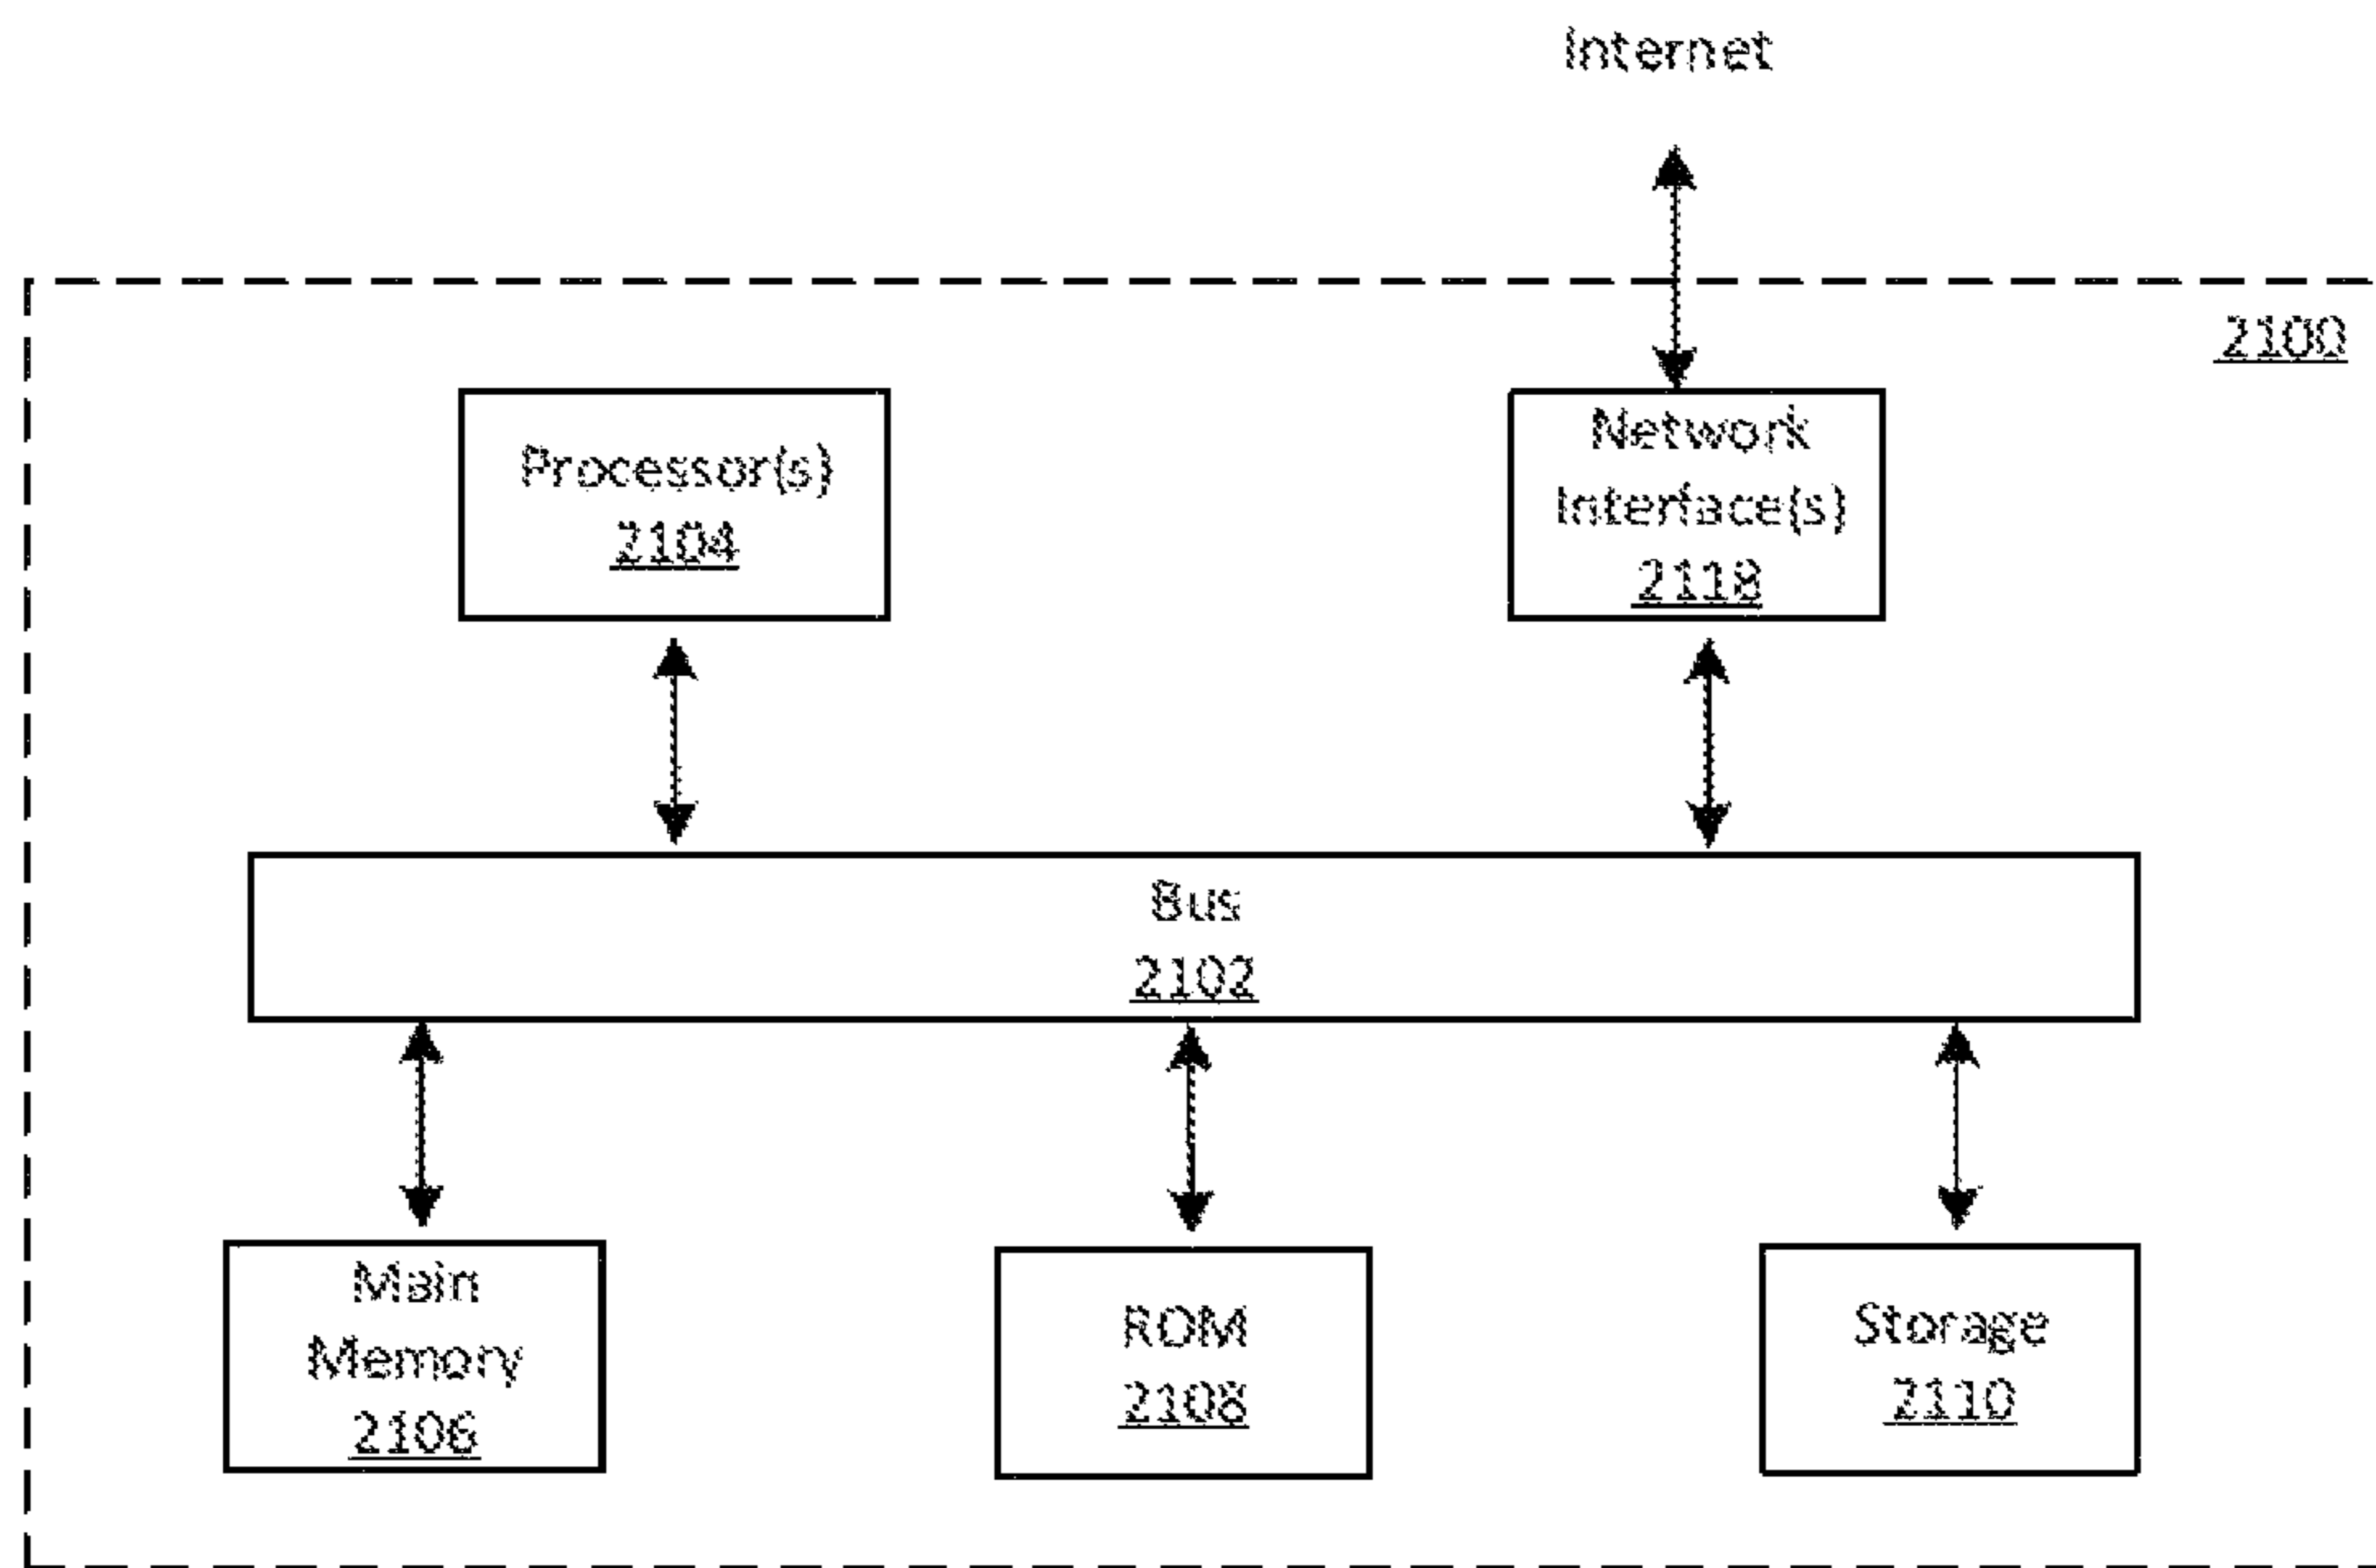 Internet
2100
Processor(s)
2104
Network
Interface(s)
2118
Bus
2102
Main
Memory
2106
ROM
2108
Storage
2110